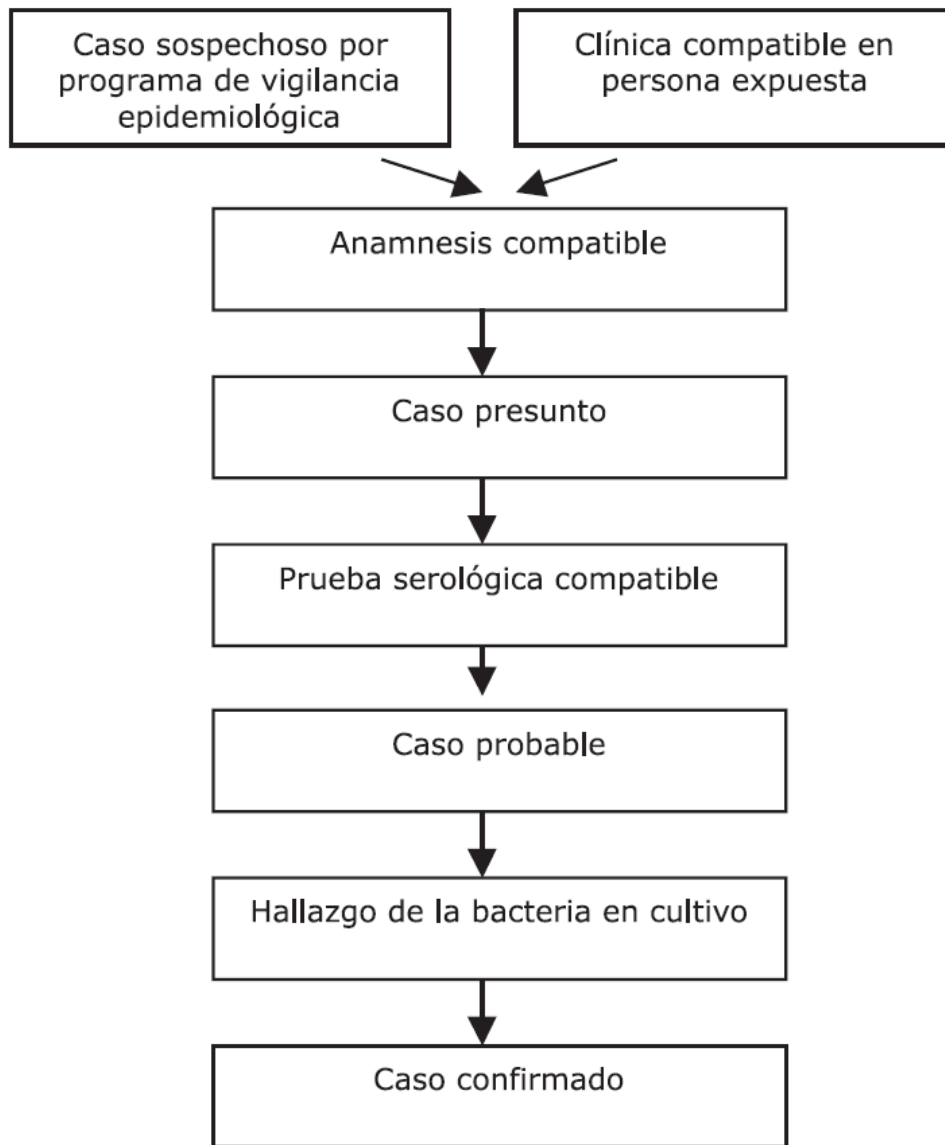 Caso sospechoso por
programa de vigilancia
epidemiológica
Clínica compatible en
persona expuesta
Anamnesis compatible
Caso presunto
Prueba serológica compatible
Caso probable
Hallazgo de la bacteria en cultivo
Caso confirmado